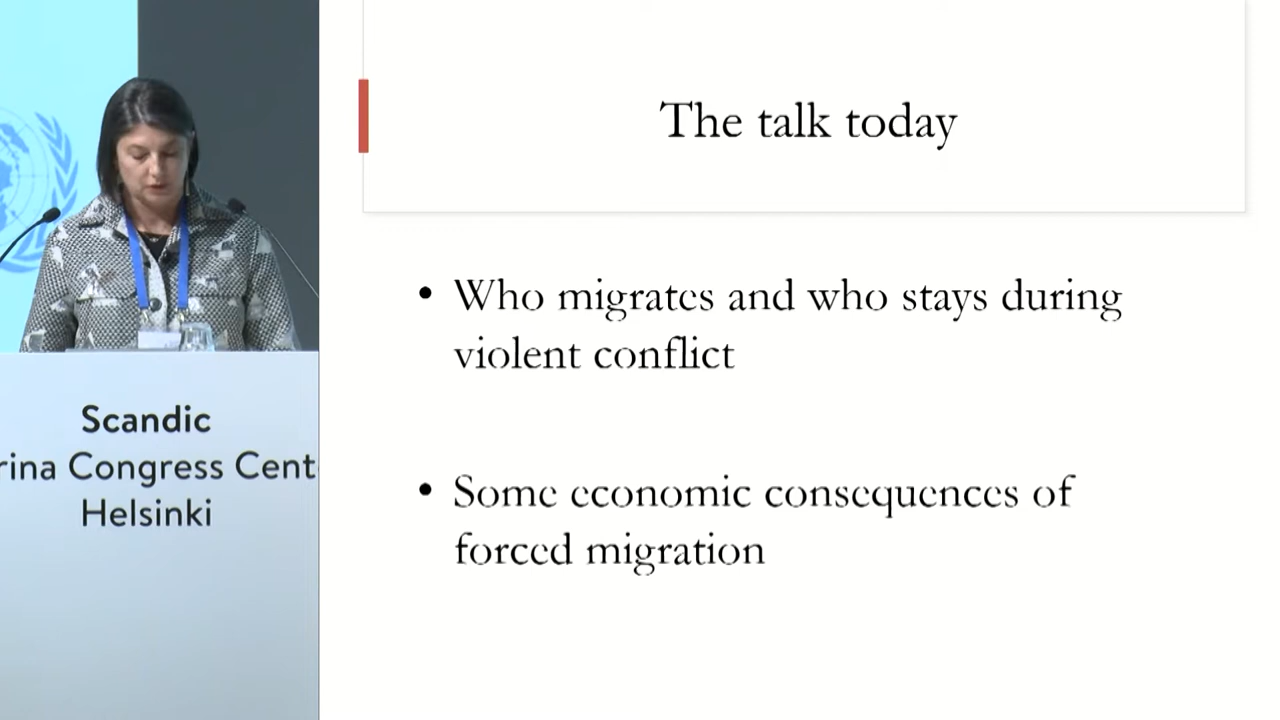 The talk today
• Who migrates and who stays during
violent conflict
• Some economic consequences of
forced migration
Scandic
rina Congress Cent
Helsinki